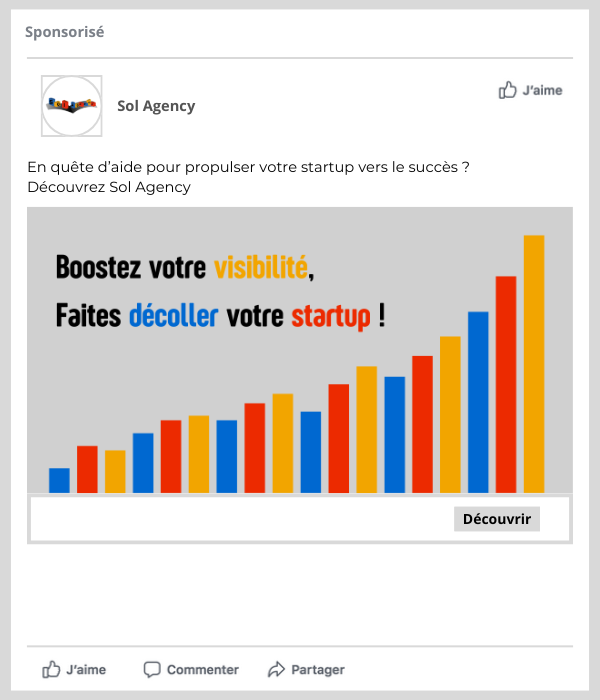 Sponsorisé
Sol Agency
J'aime
En quête d'aide pour propulser votre startup vers le succès ?
Découvrez Sol Agency
Boostez votre visibilité,
Faites décoller votre startup !
Découvrir
J'aime Commenter Partager